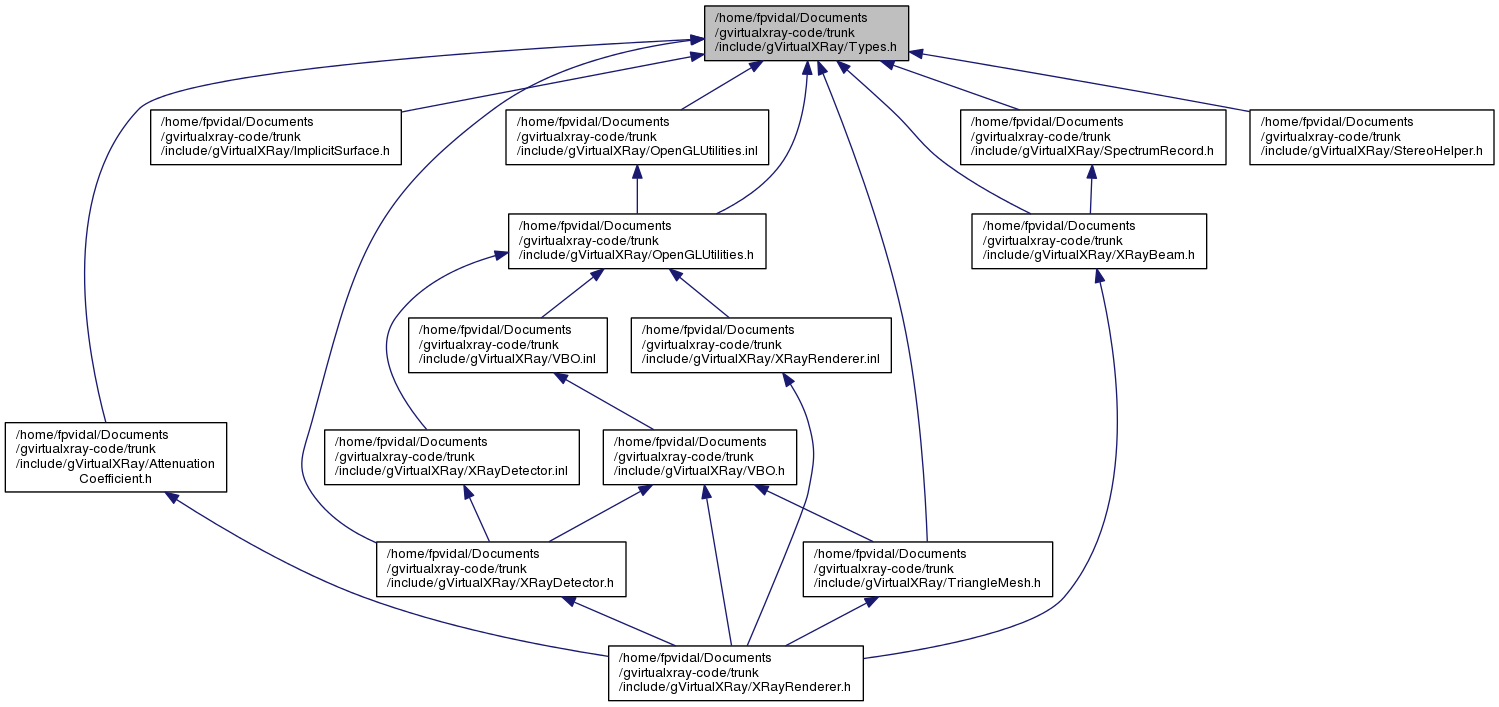 /home/fpvidal/Documents
/gvirtualxray-code/trunk
/include/gVirtualXRay/Types.h
/home/fpvidal/Documents
/gvirtualxray-code/trunk
/include/gVirtualXRay/ImplicitSurface.h
/home/fpvidal/Documents
/gvirtualxray-code/trunk
/include/gVirtualXRay/OpenGLUtilities.inl
/home/fpvidal/Documents
/gvirtualxray-code/trunk
/include/gVirtualXRay/SpectrumRecord.h
/home/fpvidal/Documents
/gvirtualxray-code/trunk
/include/gVirtualXRay/StereoHelper.h
/home/fpvidal/Documents
/gvirtualxray-code/trunk
/include/gVirtualXRay/OpenGLUtilities.h
/home/fpvidal/Documents
/gvirtualxray-code/trunk
/include/gVirtualXRay/XRayBeam.h
/home/fpvidal/Documents
/gvirtualxray-code/trunk
/include/gVirtualXRay/VBO.inl
/home/fpvidal/Documents
/gvirtualxray-code/trunk
/include/gVirtualXRay/XRayRenderer.inl
/home/fpvidal/Documents
/gvirtualxray-code/trunk
/include/gVirtualXRay/Attenuation
Coefficient.h
/home/fpvidal/Documents
/gvirtualxray-code/trunk
/include/gVirtualXRay/XRayDetector.inl
/home/fpvidal/Documents
/gvirtualxray-code/trunk
/include/gVirtualXRay/VBO.h
/home/fpvidal/Documents
/gvirtualxray-code/trunk
/include/gVirtualXRay/XRayDetector.h
/home/fpvidal/Documents
/gvirtualxray-code/trunk
/include/gVirtualXRay/TriangleMesh.h
/home/fpvidal/Documents
/gvirtualxray-code/trunk
/include/gVirtualXRay/XRayRenderer.h